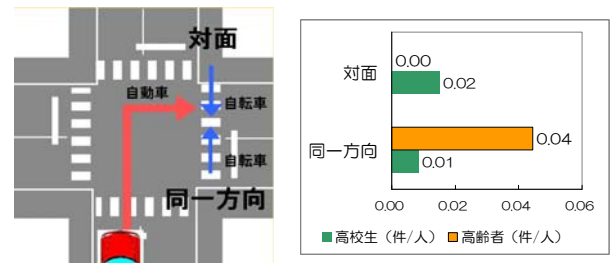 対面
自動車
自転車
自転車
同一方向
対面
0.00
0.02
同一方向
0.04
0.01
0.00 0.02 0.04 0.06
高校生（件/人） 高齢者（件/人）